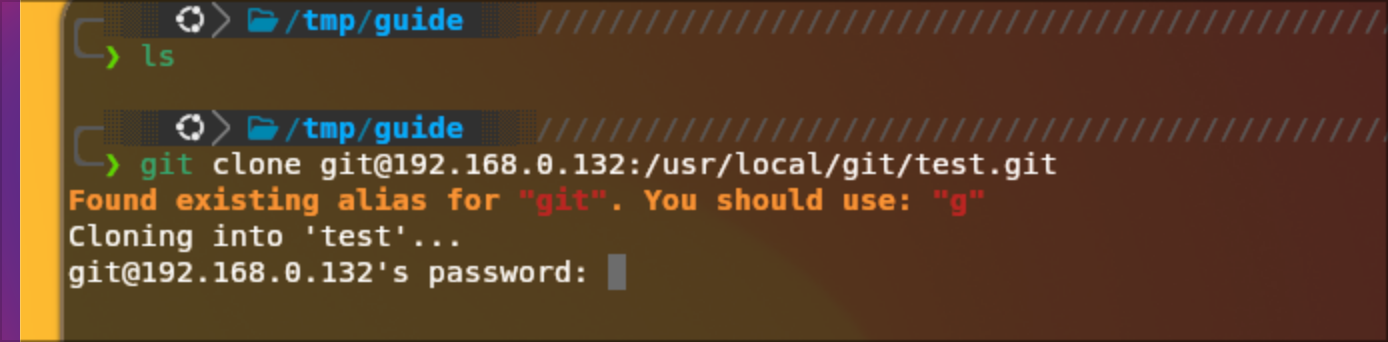 /tmp/guide
❯ ls
/tmp/guide ////////////////////////////////////////////////
❯ git clone git@192.168.0.132:/usr/local/git/test.git
Found existing alias for "git". You should use: "g"
Cloning into 'test'...
git@192.168.0.132's password: